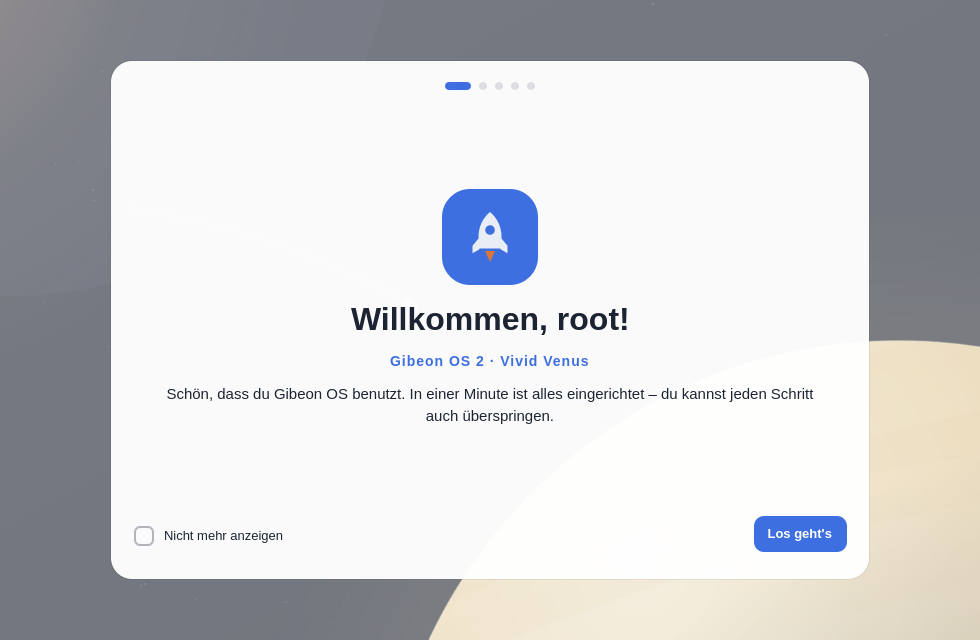 Willkommen, root!
Gibeon OS 2 · Vivid Venus
Schön, dass du Gibeon OS benutzt. In einer Minute ist alles eingerichtet – du kannst jeden Schritt
auch überspringen.
Nicht mehr anzeigen
Los geht's